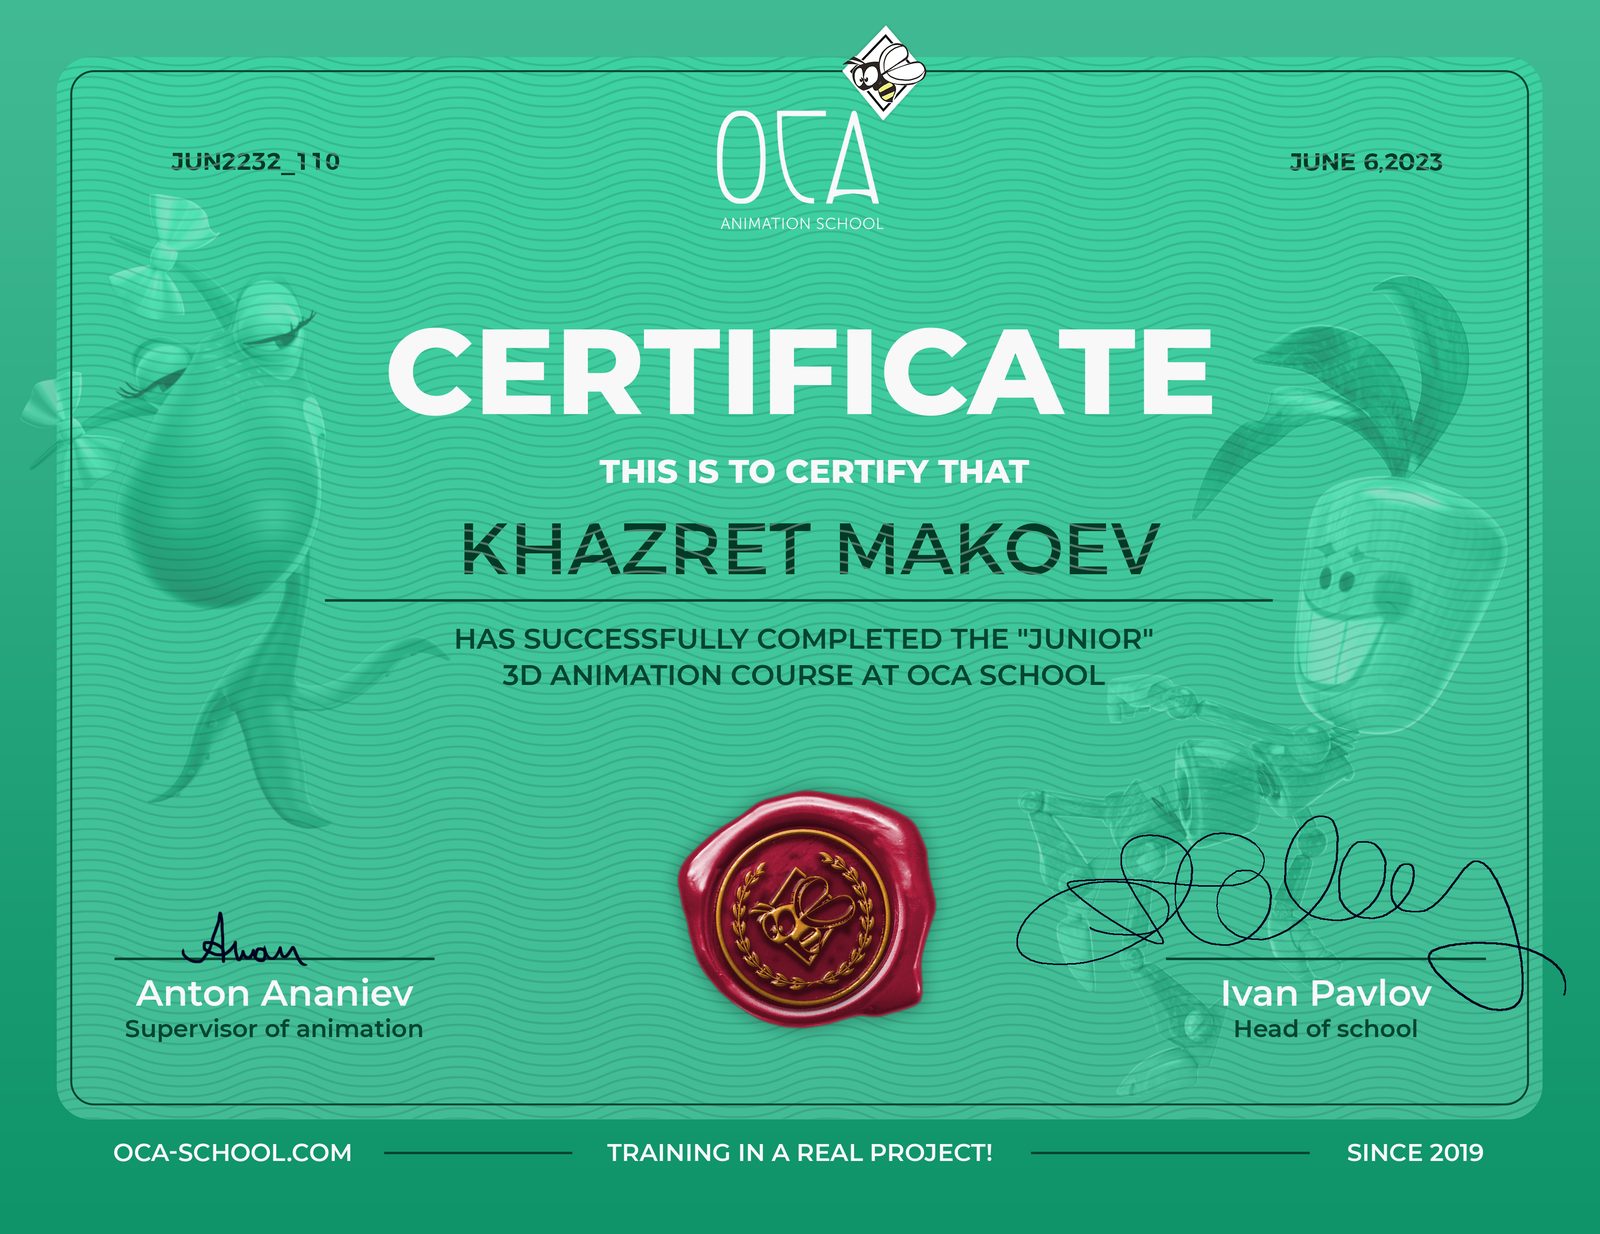 JUN2232_110
JUNE 6,2023
OCA
ANIMATION SCHOOL
CERTIFICATE
THIS IS TO CERTIFY THAT
KHAZRET MAKOEV
HAS SUCCESSFULLY COMPLETED THE "JUNIOR"
3D ANIMATION COURSE AT OCA SCHOOL
Anton Ananiev
Supervisor of animation
Ivan Pavlov
Head of school
OCA-SCHOOL.COM
TRAINING IN A REAL PROJECT!
SINCE 2019